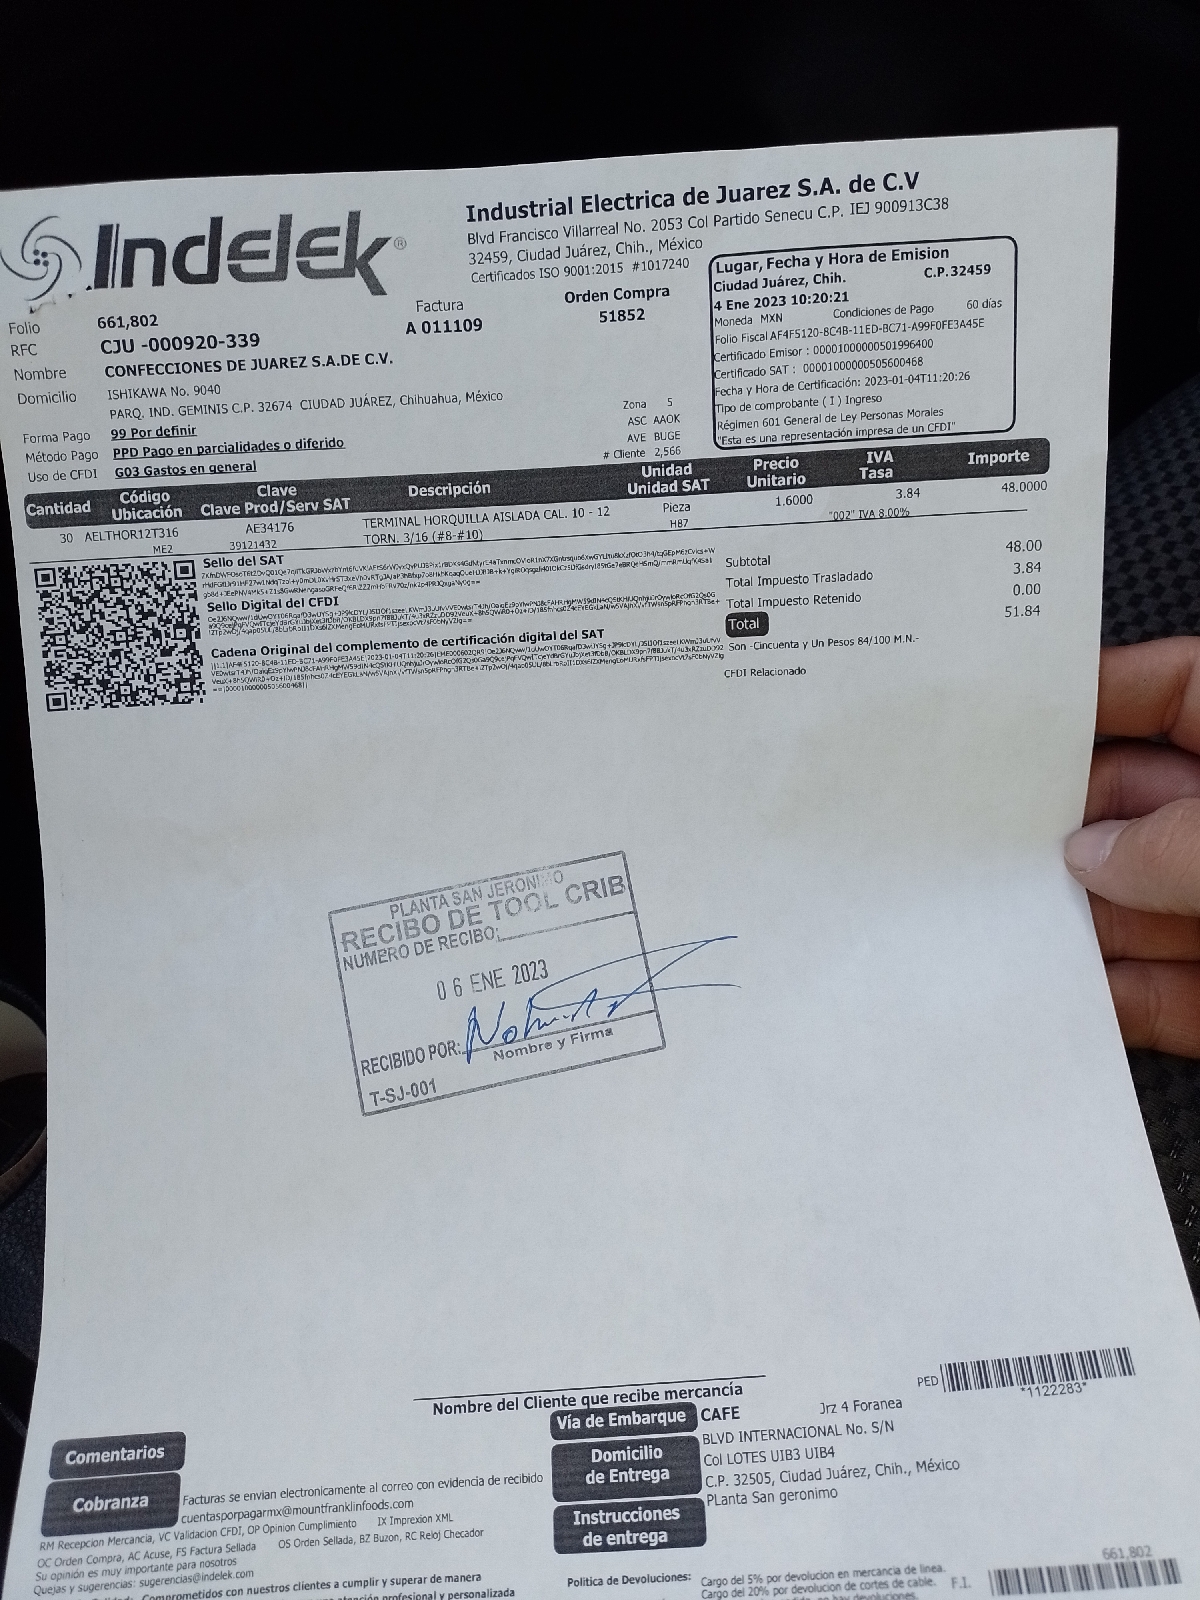 Indelek®
Industrial Electrica de Juarez S.A. de C.V
Blvd Francisco Villarreal No. 2053 Col Partido Senecu C.P. IEJ 900913C38
32459, Ciudad Juárez, Chih., México
Certificados ISO 9001:2015 #1017240
Lugar, Fecha y Hora de Emision
Ciudad Juárez, Chih. C.P.32459
4 Ene 2023 10:20:21
Moneda MXN Condiciones de Pago 60 días
Folio Fiscal AF4F5120-8C4B-11ED-BC71-A99F0FE3A45E
Certificado Emisor : 00001000000501996400
Certificado SAT : 00001000000505600468
Fecha y Hora de Certificación: 2023-01-04T11:20:26
Tipo de comprobante ( I ) Ingreso
Régimen 601 General de Ley Personas Morales
"Esta es una representación impresa de un CFDI"
Factura Orden Compra
A 011109 51852
Folio 661,802
RFC CJU -000920-339
Nombre CONFECCIONES DE JUAREZ S.A.DE C.V.
Domicilio ISHIKAWA No. 9040
PARQ. IND. GEMINIS C.P. 32674 CIUDAD JUÁREZ, Chihuahua, México
Forma Pago 99 Por definir
Método Pago PPD Pago en parcialidades o diferido
Uso de CFDI G03 Gastos en general
Zona 5
ASC AAOK
AVE BUGE
# Cliente 2,566
Cantidad Código Ubicación Clave Clave Prod/Serv SAT Descripción Unidad Unidad SAT Precio Unitario IVA Tasa Importe
30 AELTHOR12T316 AE34176 TERMINAL HORQUILLA AISLADA CAL. 10 - 12 Pieza 1.6000 3.84 48.0000
ME2 39121432 TORN. 3/16 (#8-#10) H87 "002" IVA 8.00%
Sello del SAT
Sello Digital del CFDI
Cadena Original del complemento de certificación digital del SAT
Subtotal 48.00
Total Impuesto Trasladado 3.84
Total Impuesto Retenido 0.00
Total 51.84
Son -Cincuenta y Un Pesos 84/100 M.N.-
CFDI Relacionado
PLANTA SAN JERONIMO
RECIBO DE TOOL CRIB
NUMERO DE RECIBO:
06 ENE 2023
RECIBIDO POR:
Nombre y Firma
T-SJ-001
Nombre del Cliente que recibe mercancía
PED *1122283*
Vía de Embarque CAFE Jrz 4 Foranea
Domicilio de Entrega
BLVD INTERNACIONAL No. S/N
Col LOTES UIB3 UIB4
C.P. 32505, Ciudad Juárez, Chih., México
Instrucciones de entrega
PLanta San geronimo
Comentarios
Cobranza
Facturas se envian electronicamente al correo con evidencia de recibido
cuentasporpagarmx@mountfranklinfoods.com
RM Recepcion Mercancia, VC Validacion CFDI, OP Opinion Cumplimiento IX Imprexion XML
OC Orden Compra, AC Acuse, FS Factura Sellada OS Orden Sellada, BZ Buzon, RC Reloj Checador
Su opinión es muy importante para nosotros
Quejas y sugerencias: sugerencias@indelek.com
Comprometidos con nuestros clientes a cumplir y superar de manera
atención profesional y personalizada
Politica de Devoluciones: Cargo del 5% por devolucion en mercancia de linea.
Cargo del 20% por devolucion de cortes de cable.
F.I. 661,802